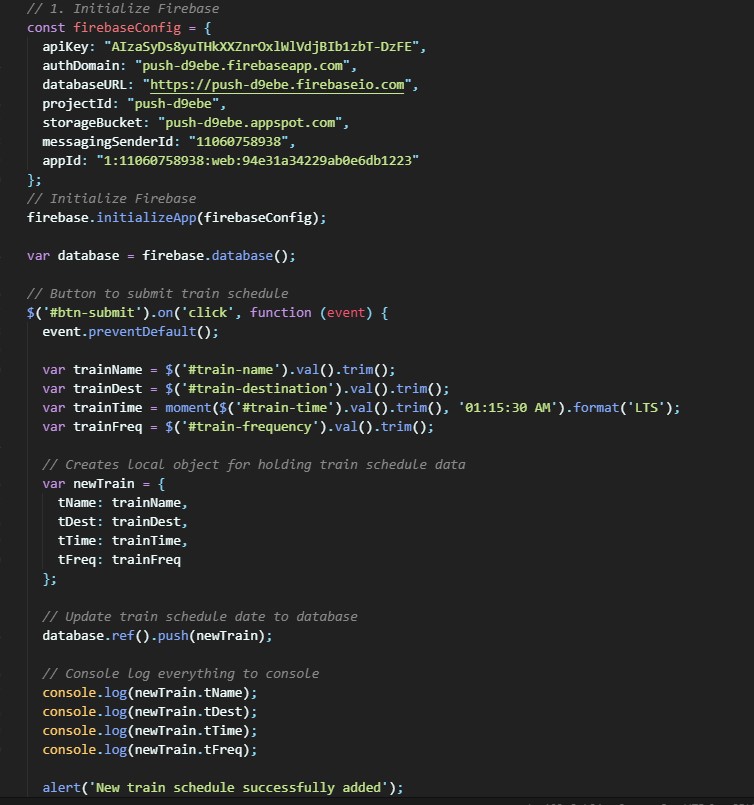 // 1. Initialize Firebase
const firebaseConfig = {
apiKey: "AIzaSyDs8yuTHkXXZnrOxlWlVdjBIb1zbT-DzFE",
authDomain: "push-d9ebe.firebaseapp.com",
databaseURL: "https://push-d9ebe.firebaseio.com",
projectId: "push-d9ebe",
storageBucket: "push-d9ebe.appspot.com",
messagingSenderId: "11060758938",
appId: "1:11060758938:web:94e31a34229ab0e6db1223"
};
// Initialize Firebase
firebase.initializeApp(firebaseConfig);
var database = firebase.database();
// Button to submit train schedule
$('#btn-submit').on('click', function (event) {
event.preventDefault();
var trainName = $('#train-name').val().trim();
var trainDest = $('#train-destination').val().trim();
var trainTime = moment($('#train-time').val().trim(), '01:15:30 AM').format('LTS');
var trainFreq = $('#train-frequency').val().trim();
// Creates local object for holding train schedule data
var newTrain = {
tName: trainName,
tDest: trainDest,
tTime: trainTime,
tFreq: trainFreq
};
// Update train schedule date to database
database.ref().push(newTrain);
// Console log everything to console
console.log(newTrain.tName);
console.log(newTrain.tDest);
console.log(newTrain.tTime);
console.log(newTrain.tFreq);
alert('New train schedule successfully added');